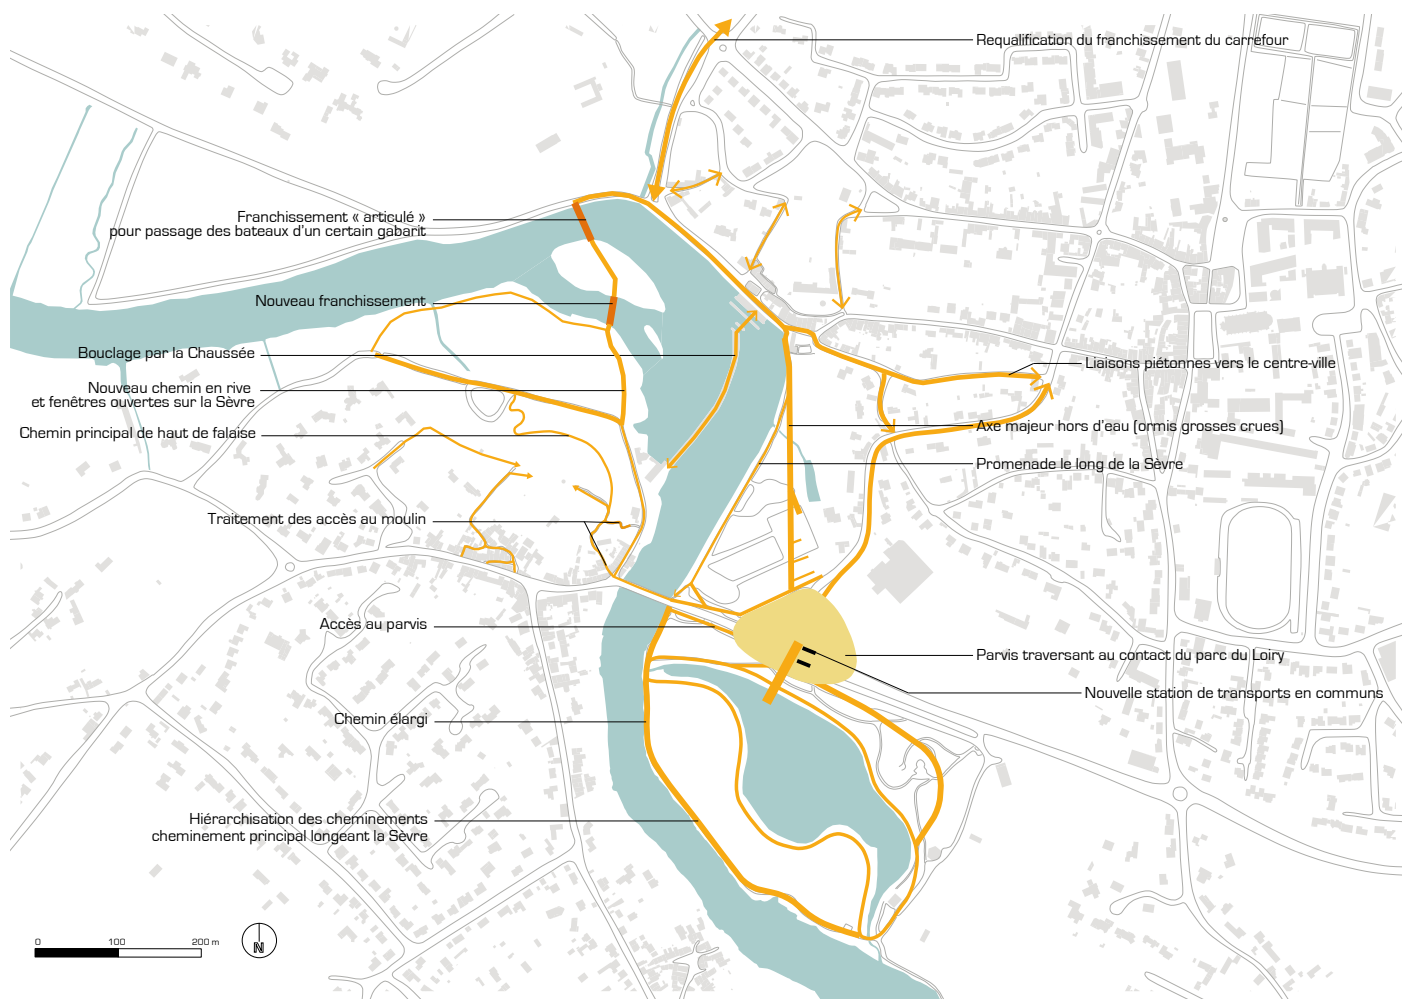 Requalification du franchissement du carrefour
Franchissement « articulé »
pour passage des bateaux d'un certain gabarit
Nouveau franchissement
Bouclage par la Chaussée
Nouveau chemin en rive
et fenêtres ouvertes sur la Sèvre
Chemin principal de haut de falaise
Traitement des accès au moulin
Liaisons piétonnes vers le centre-ville
Axe majeur hors d'eau (ormis grosses crues)
Promenade le long de la Sèvre
Accès au parvis
Parvis traversant au contact du parc du Loiry
Nouvelle station de transports en communs
Chemin élargi
Hiérarchisation des cheminements
cheminement principal longeant la Sèvre
0 100 200 m
N